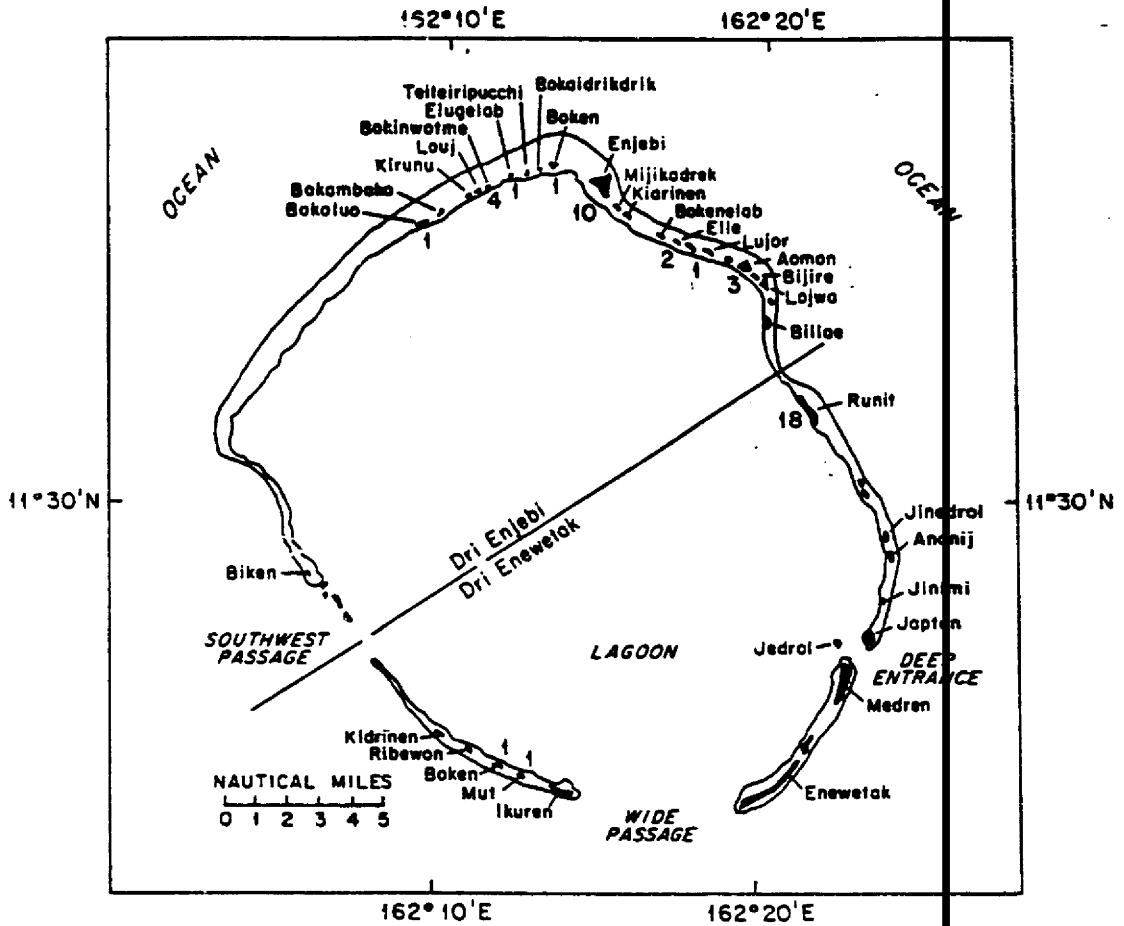 162°10'E 162°20'E
Teiteiripucchi
Bokaidrikdrik
Elugelab
Boken
Bokinwotme
Enjebi
Louj
Kirunu
Mijikadrek
Kidrinen
Bokombako
Bokoluo
Bokenelab
Elle
Lujor
Aomon
Bijire
Lojwa
Billae
OCEAN
OCEAN
1
4
1
1
10
2
1
3
Runit
18
11°30'N
11°30'N
Dri Enjebi
Dri Enewetak
Jinedrol
Ananij
Jinimi
Japtan
Biken
SOUTHWEST
PASSAGE
LAGOON
Jedrol
DEEP
ENTRANCE
Medren
Kidrinen
Ribewon
Boken
Mut
Ikuren
1
1
NAUTICAL MILES
0 1 2 3 4 5
WIDE
PASSAGE
Enewetak
162°10'E 162°20'E